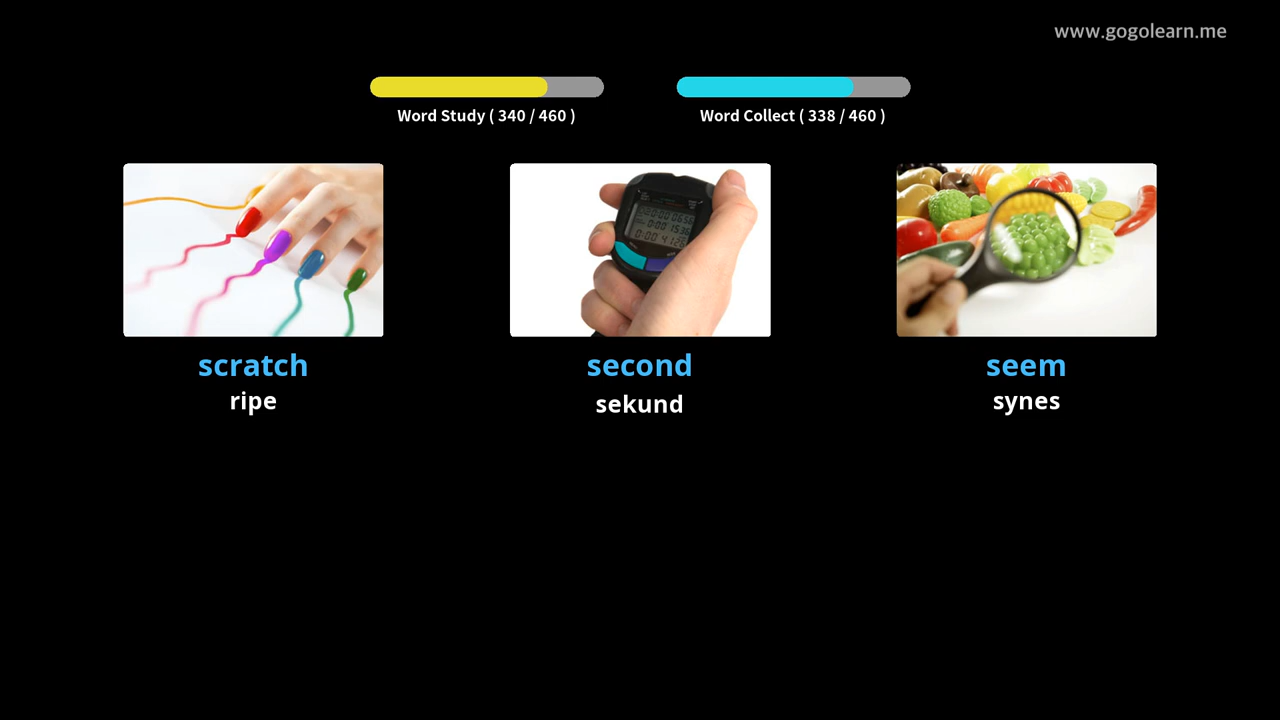 www.gogolearn.me
Word Study ( 340 / 460 )
Word Collect ( 338 / 460 )
scratch
ripe
second
sekund
seem
synes